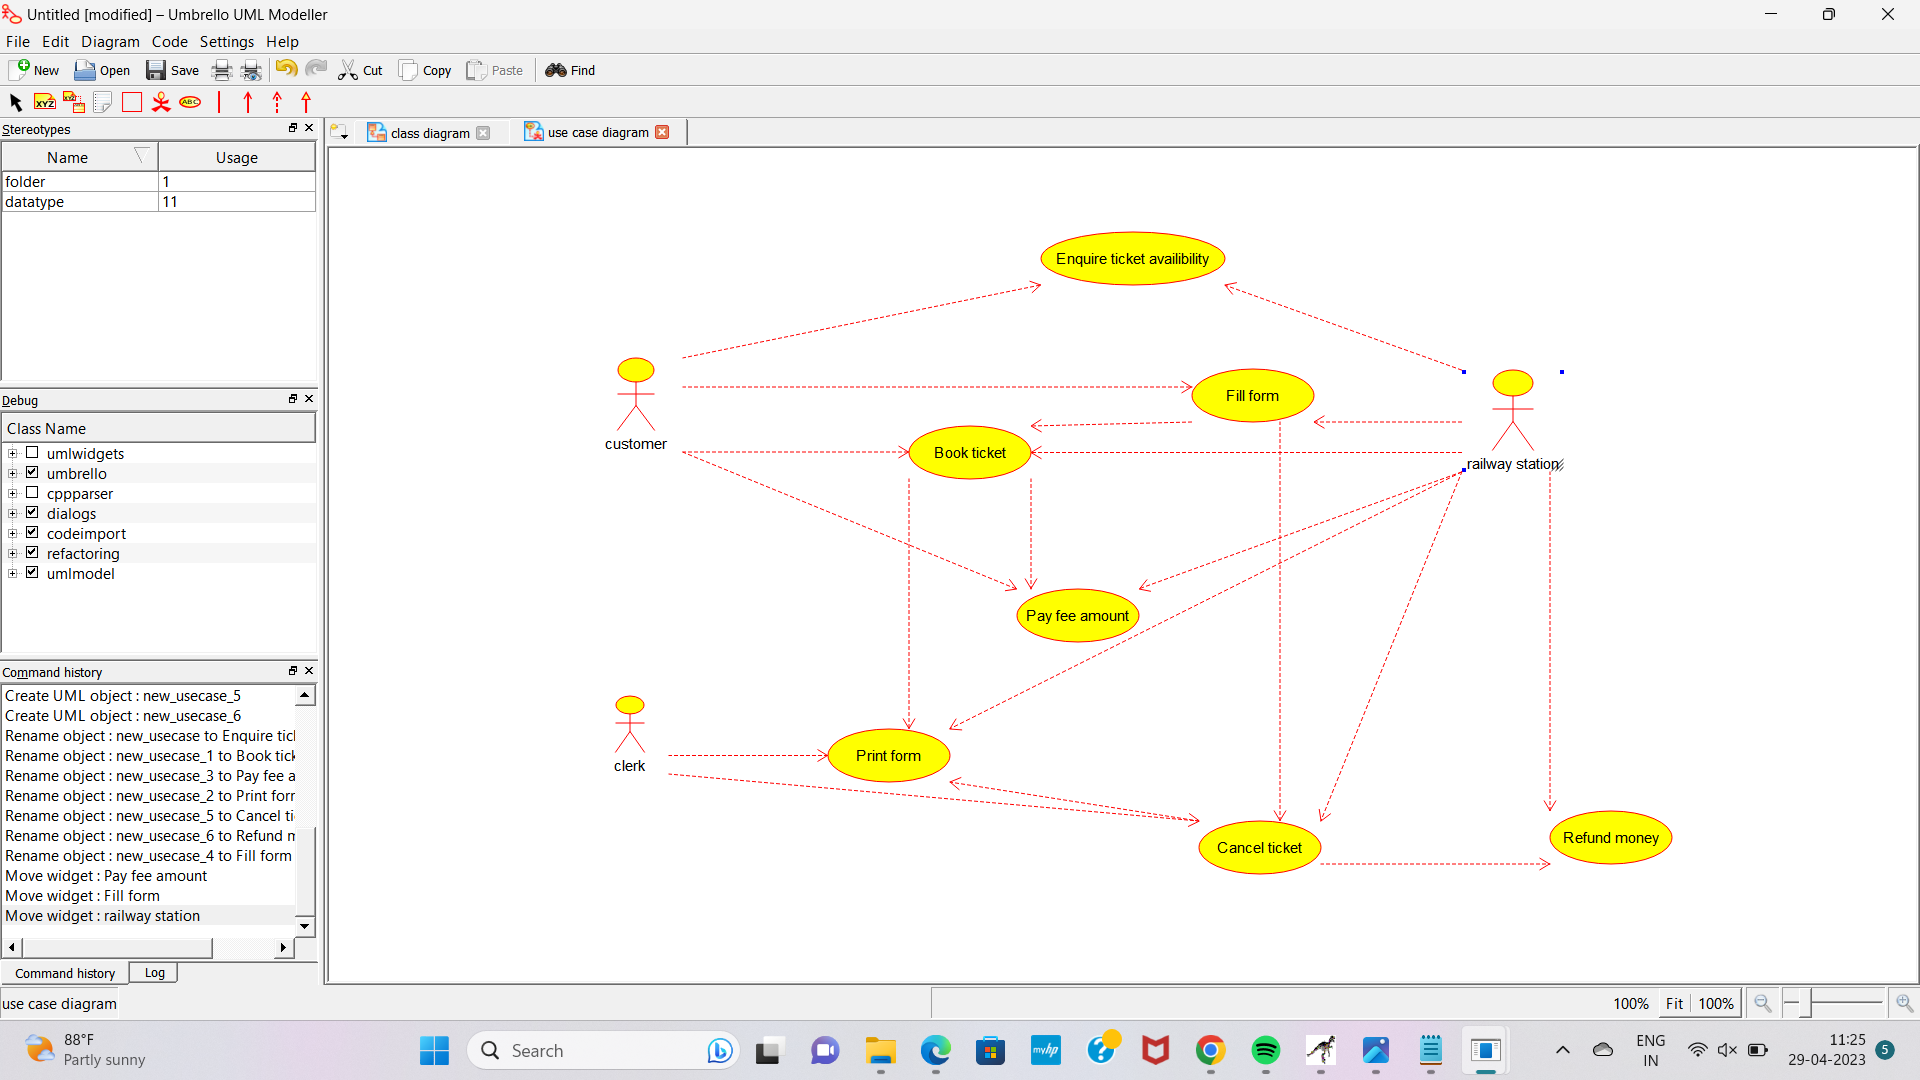 Untitled [modified] – Umbrello UML Modeller
File Edit Diagram Code Settings Help
New Open Save Cut Copy Paste Find
XYZ XYZ ABC
Stereotypes
Name Usage
folder 1
datatype 11
Debug
Class Name
umlwidgets
umbrello
cppparser
dialogs
codeimport
refactoring
umlmodel
Command history
Create UML object : new_usecase_5
Create UML object : new_usecase_6
Rename object : new_usecase to Enquire ticl
Rename object : new_usecase_1 to Book tick
Rename object : new_usecase_3 to Pay fee a
Rename object : new_usecase_2 to Print forr
Rename object : new_usecase_5 to Cancel ti
Rename object : new_usecase_6 to Refund m
Rename object : new_usecase_4 to Fill form
Move widget : Pay fee amount
Move widget : Fill form
Move widget : railway station
Command history Log
class diagram use case diagram
Enquire ticket availibility
Fill form
customer
Book ticket
railway station
Pay fee amount
Print form
clerk
Cancel ticket
Refund money
use case diagram
100% Fit 100%
88°F
Partly sunny
Search
myhp
ENG
IN
11:25
29-04-2023
5